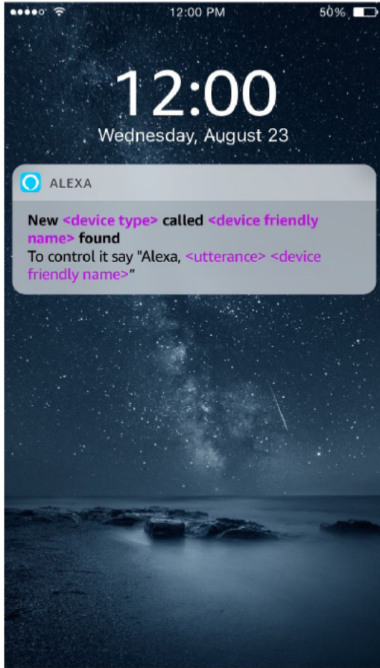 12:00 PM 50%
12:00
Wednesday, August 23
ALEXA
New <device type> called <device friendly
name> found
To control it say "Alexa, <utterance> <device
friendly name>"